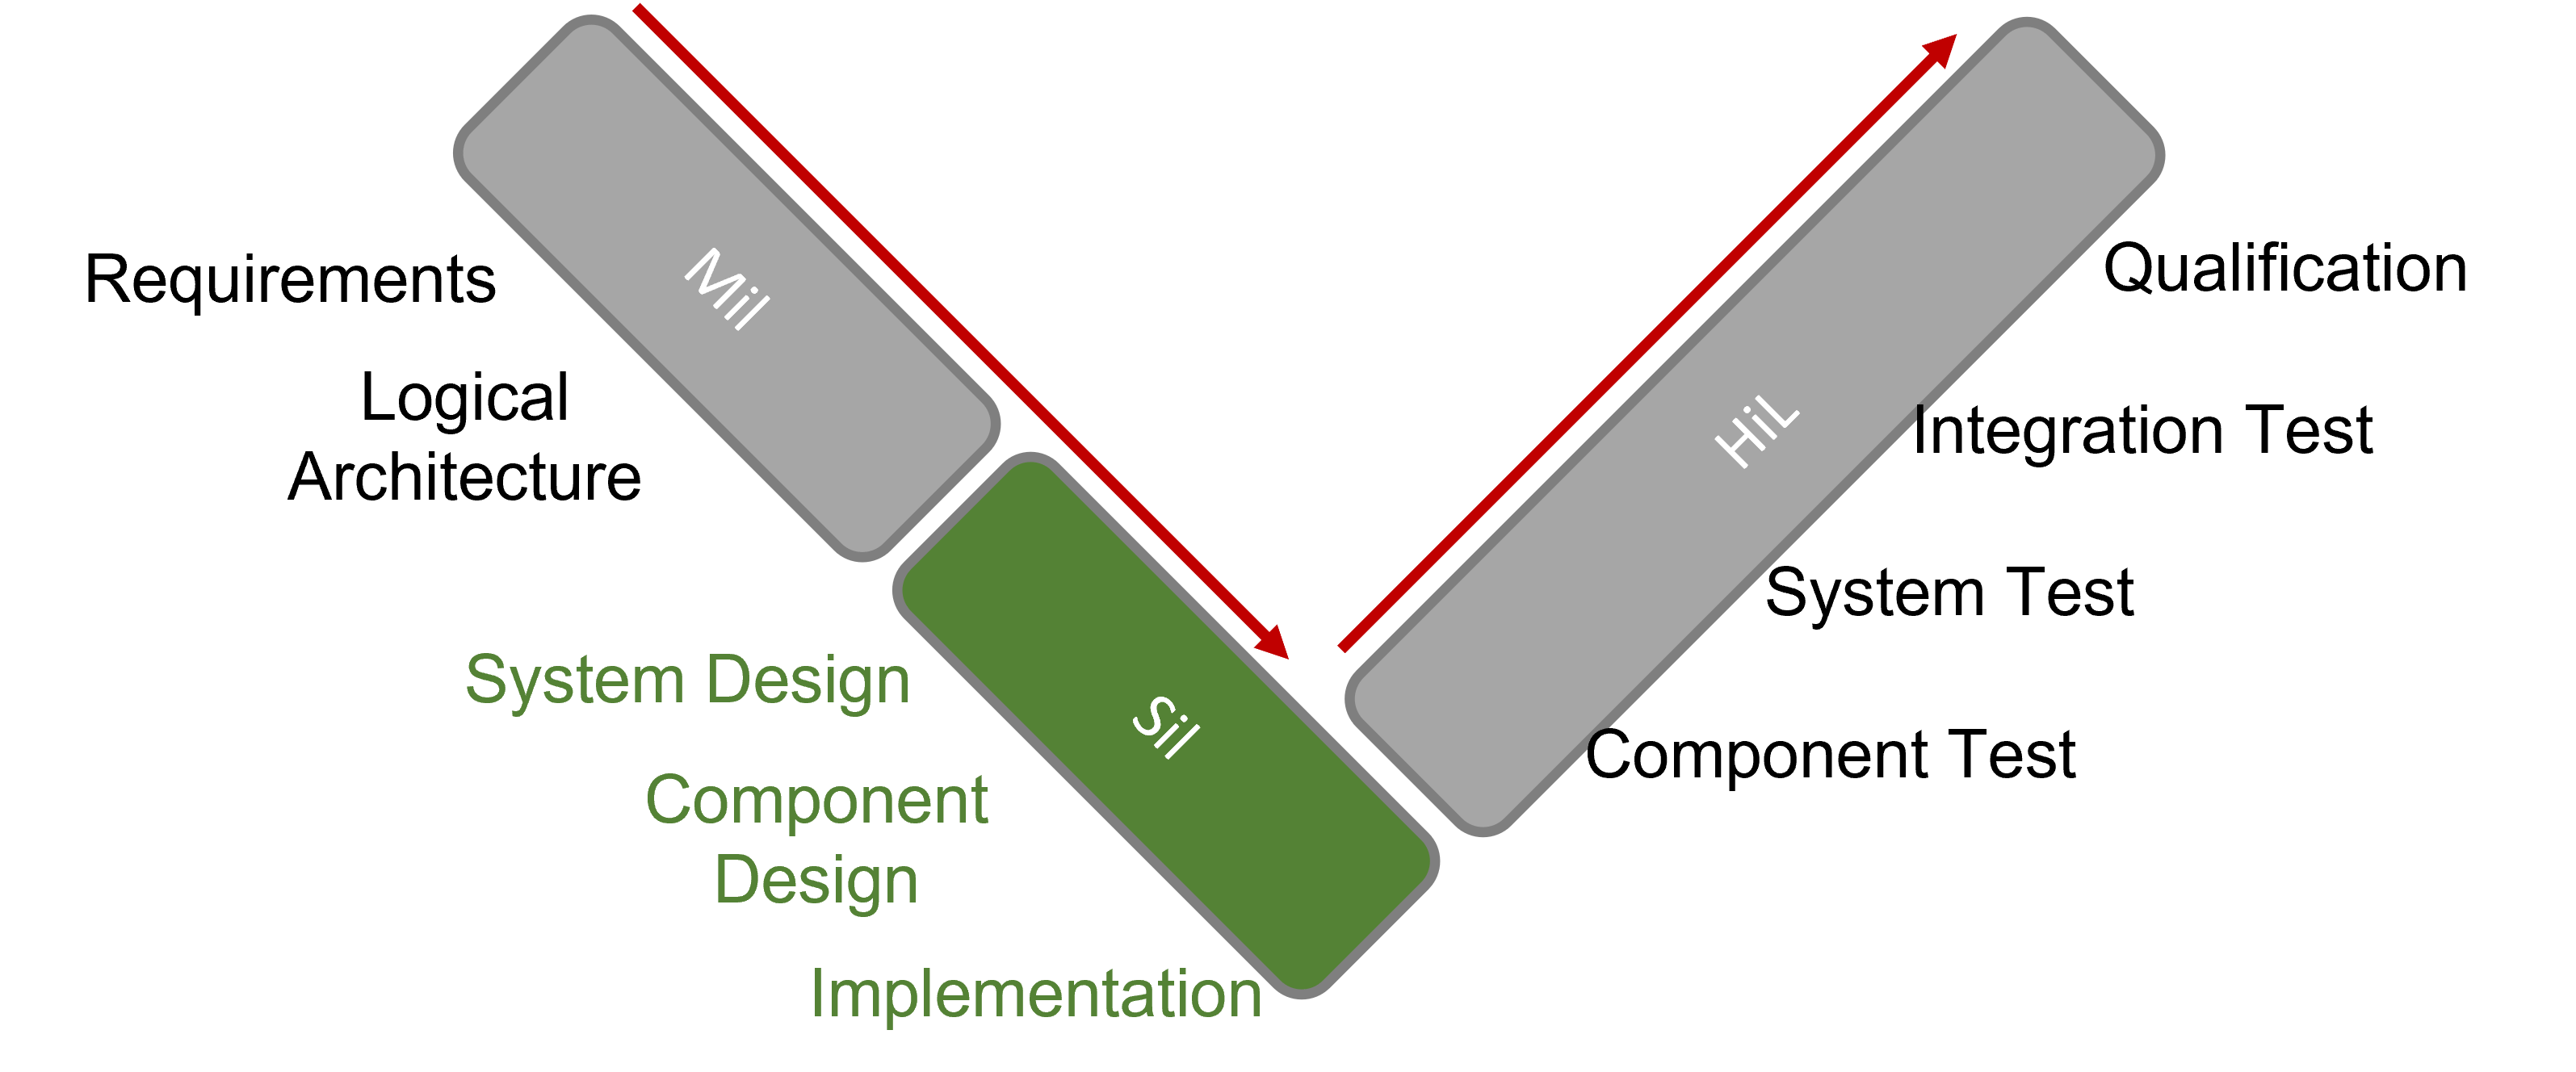 Requirements
Logical
Architecture
System Design
Component
Design
Implementation
Mil
Sil
HiL
Qualification
Integration Test
System Test
Component Test